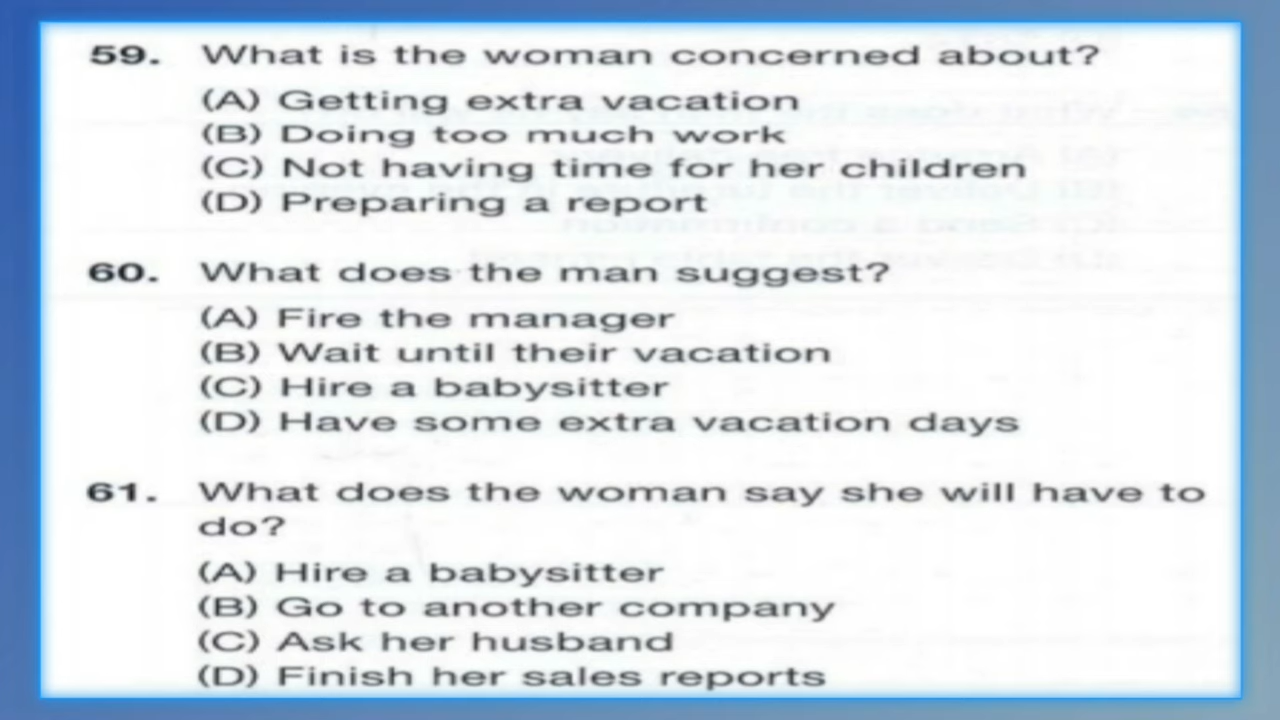 59. What is the woman concerned about?
(A) Getting extra vacation
(B) Doing too much work
(C) Not having time for her children
(D) Preparing a report
60. What does the man suggest?
(A) Fire the manager
(B) Wait until their vacation
(C) Hire a babysitter
(D) Have some extra vacation days
61. What does the woman say she will have to
do?
(A) Hire a babysitter
(B) Go to another company
(C) Ask her husband
(D) Finish her sales reports